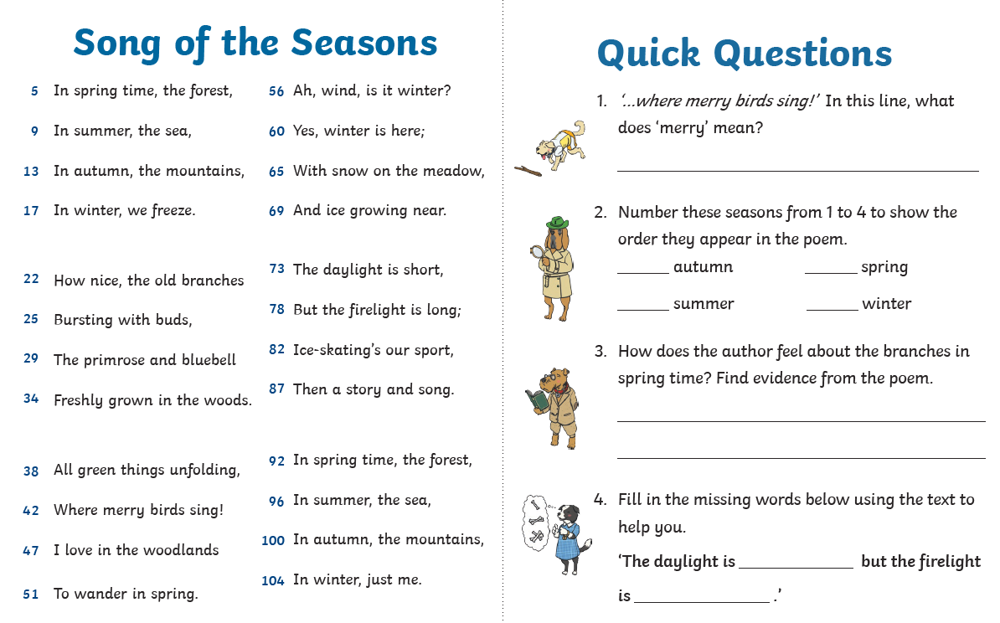 Song of the Seasons
5 In spring time, the forest,
9 In summer, the sea,
13 In autumn, the mountains,
17 In winter, we freeze.
22 How nice, the old branches
25 Bursting with buds,
29 The primrose and bluebell
34 Freshly grown in the woods.
38 All green things unfolding,
42 Where merry birds sing!
47 I love in the woodlands
51 To wander in spring.
56 Ah, wind, is it winter?
60 Yes, winter is here;
65 With snow on the meadow,
69 And ice growing near.
73 The daylight is short,
78 But the firelight is long;
82 Ice-skating's our sport,
87 Then a story and song.
92 In spring time, the forest,
96 In summer, the sea,
100 In autumn, the mountains,
104 In winter, just me.
Quick Questions
1. ‘...where merry birds sing!’ In this line, what
does ‘merry’ mean?
2. Number these seasons from 1 to 4 to show the
order they appear in the poem.
______ autumn ______ spring
______ summer ______ winter
3. How does the author feel about the branches in
spring time? Find evidence from the poem.
4. Fill in the missing words below using the text to
help you.
‘The daylight is ____________ but the firelight
is ______________ .’